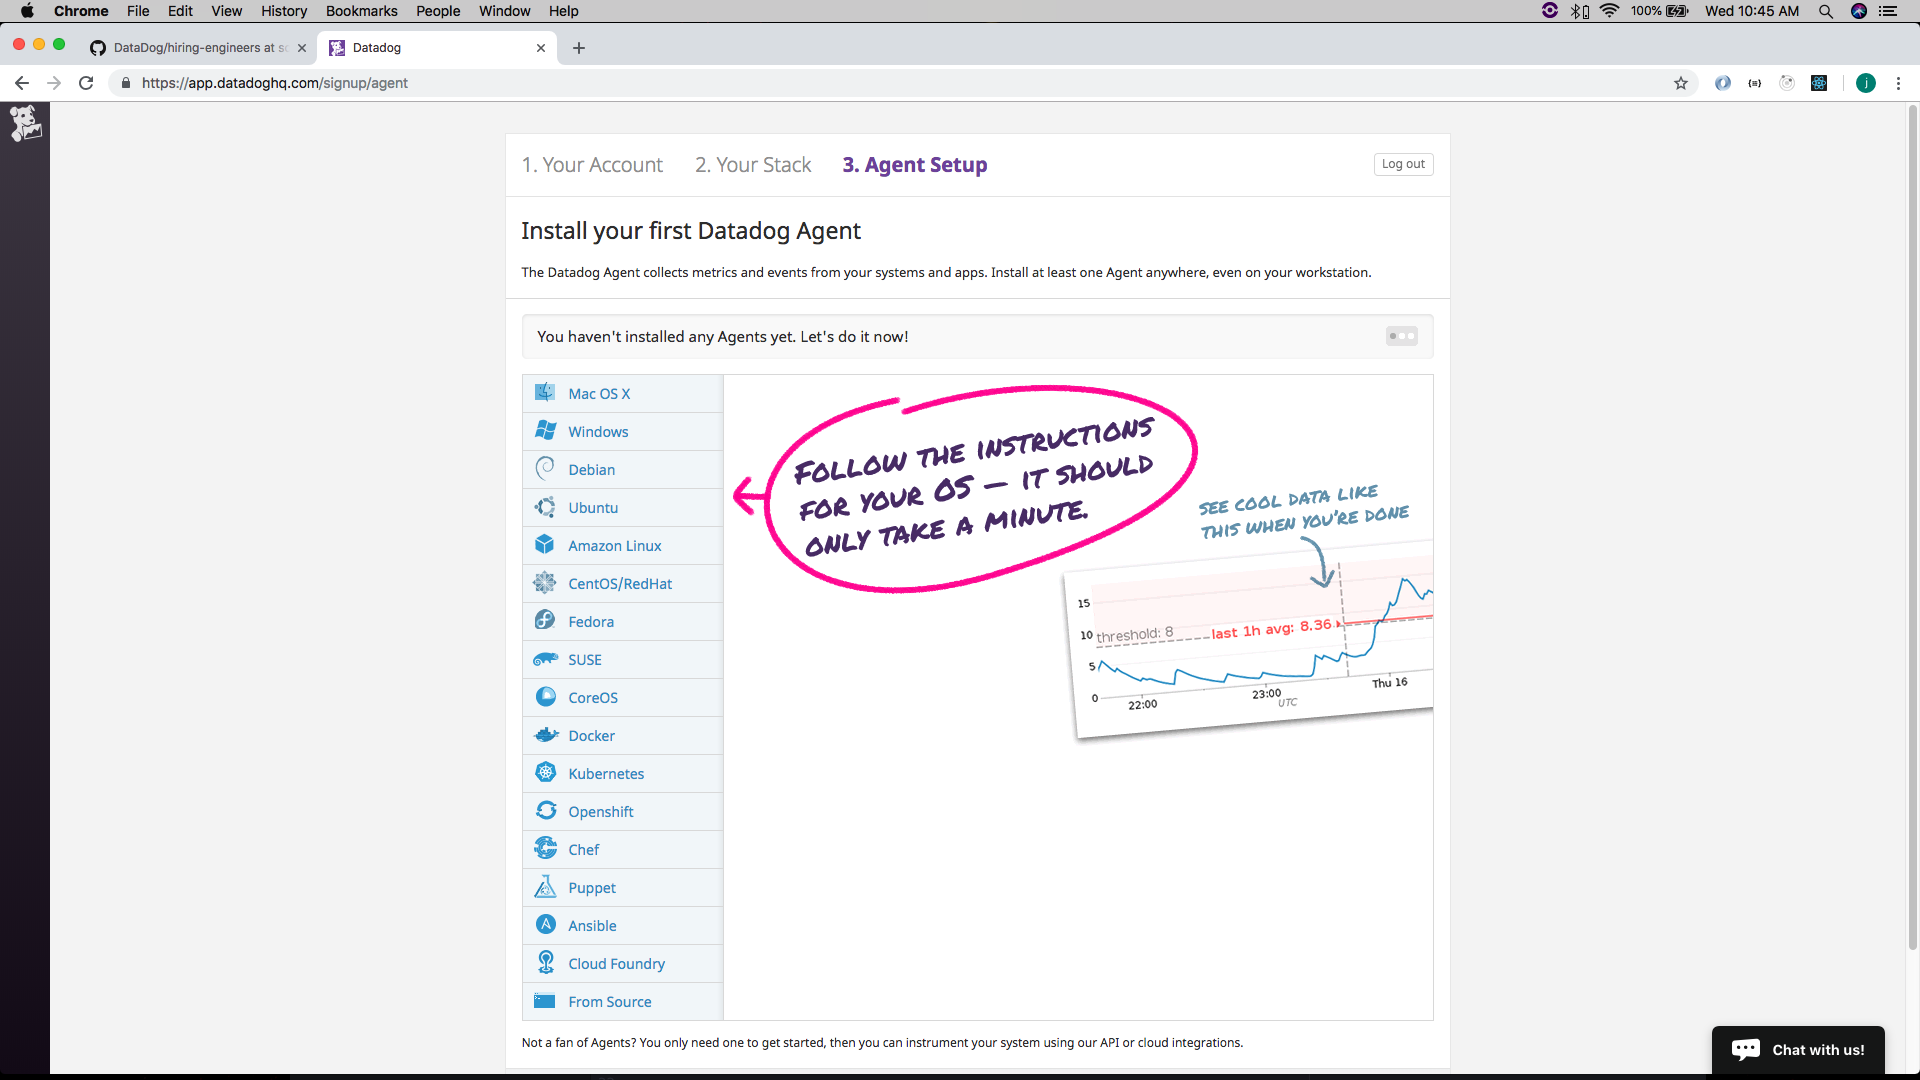 Chrome File Edit View History Bookmarks People Window Help 100% Wed 10:45 AM
DataDog/hiring-engineers at
Datadog
https://app.datadoghq.com/signup/agent
j
1. Your Account 2. Your Stack 3. Agent Setup
Log out
Install your first Datadog Agent
The Datadog Agent collects metrics and events from your systems and apps. Install at least one Agent anywhere, even on your workstation.
You haven't installed any Agents yet. Let's do it now!
Mac OS X
Windows
Debian
Ubuntu
Amazon Linux
CentOS/RedHat
Fedora
SUSE
CoreOS
Docker
Kubernetes
Openshift
Chef
Puppet
Ansible
Cloud Foundry
From Source
FOLLOW THE INSTRUCTIONS
FOR YOUR OS — IT SHOULD
ONLY TAKE A MINUTE.
SEE COOL DATA LIKE
THIS WHEN YOU'RE DONE
15
10
5
0
threshold: 8
last 1h avg: 8.36
22:00
23:00
Thu 16
UTC
Not a fan of Agents? You only need one to get started, then you can instrument your system using our API or cloud integrations.
Chat with us!